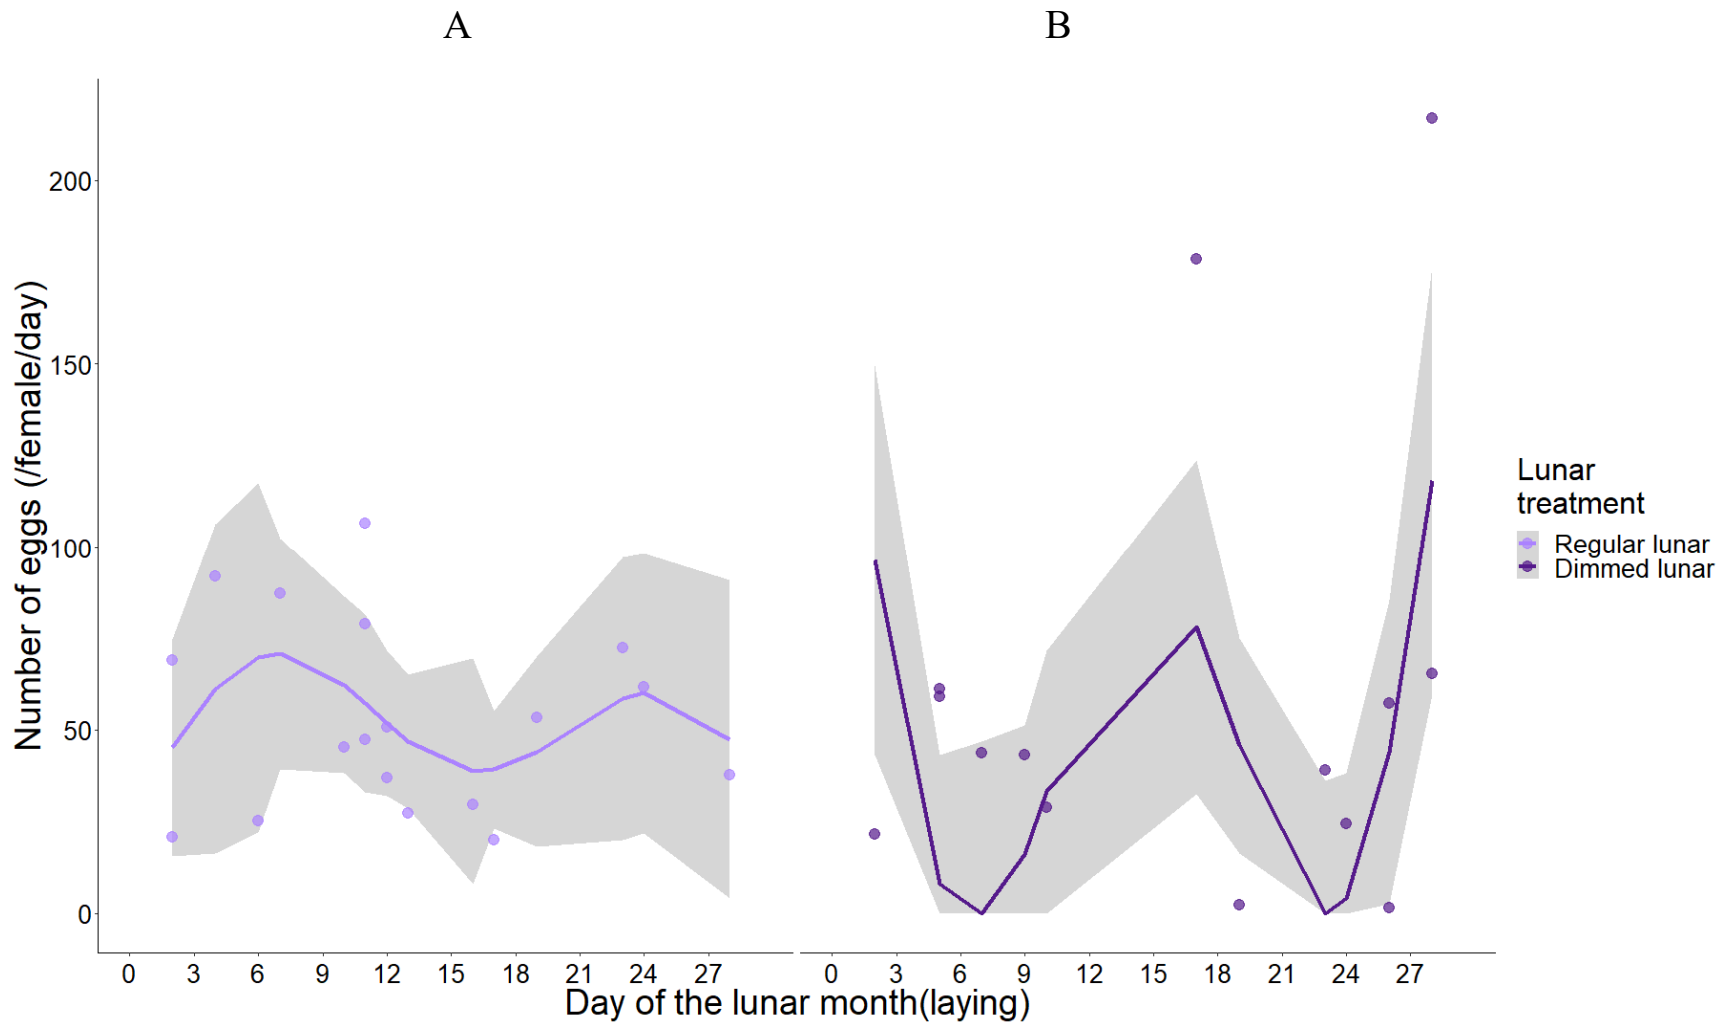 A B
Number of eggs (/female/day)
200
150
100
50
0
0 3 6 9 12 15 18 21 24 27
0 3 6 9 12 15 18 21 24 27
Day of the lunar month(laying)
Lunar
treatment
Regular lunar
Dimmed lunar